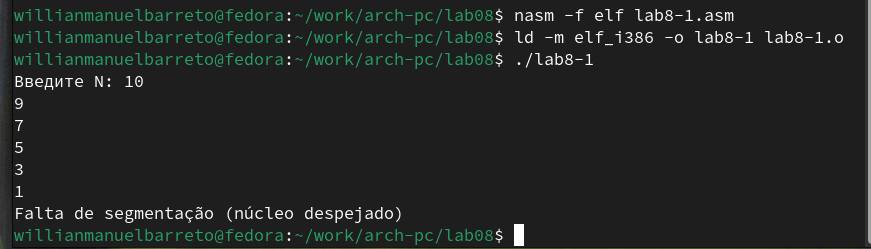 willianmanuelbarreto@fedora:~/work/arch-pc/lab08$ nasm -f elf lab8-1.asm
willianmanuelbarreto@fedora:~/work/arch-pc/lab08$ ld -m elf_i386 -o lab8-1 lab8-1.o
willianmanuelbarreto@fedora:~/work/arch-pc/lab08$ ./lab8-1
Введите N: 10
9
7
5
3
1
Falta de segmentação (núcleo despejado)
willianmanuelbarreto@fedora:~/work/arch-pc/lab08$